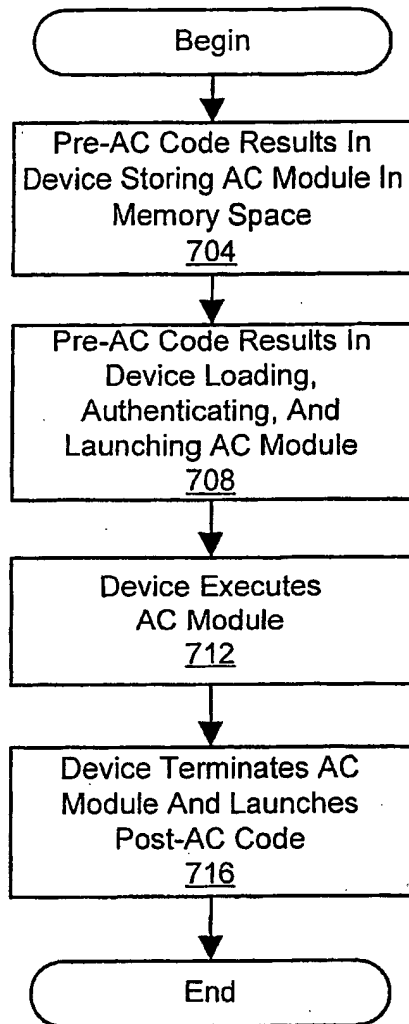 Begin
Pre-AC Code Results In
Device Storing AC Module In
Memory Space
704
Pre-AC Code Results In
Device Loading,
Authenticating, And
Launching AC Module
708
Device Executes
AC Module
712
Device Terminates AC
Module And Launches
Post-AC Code
716
End